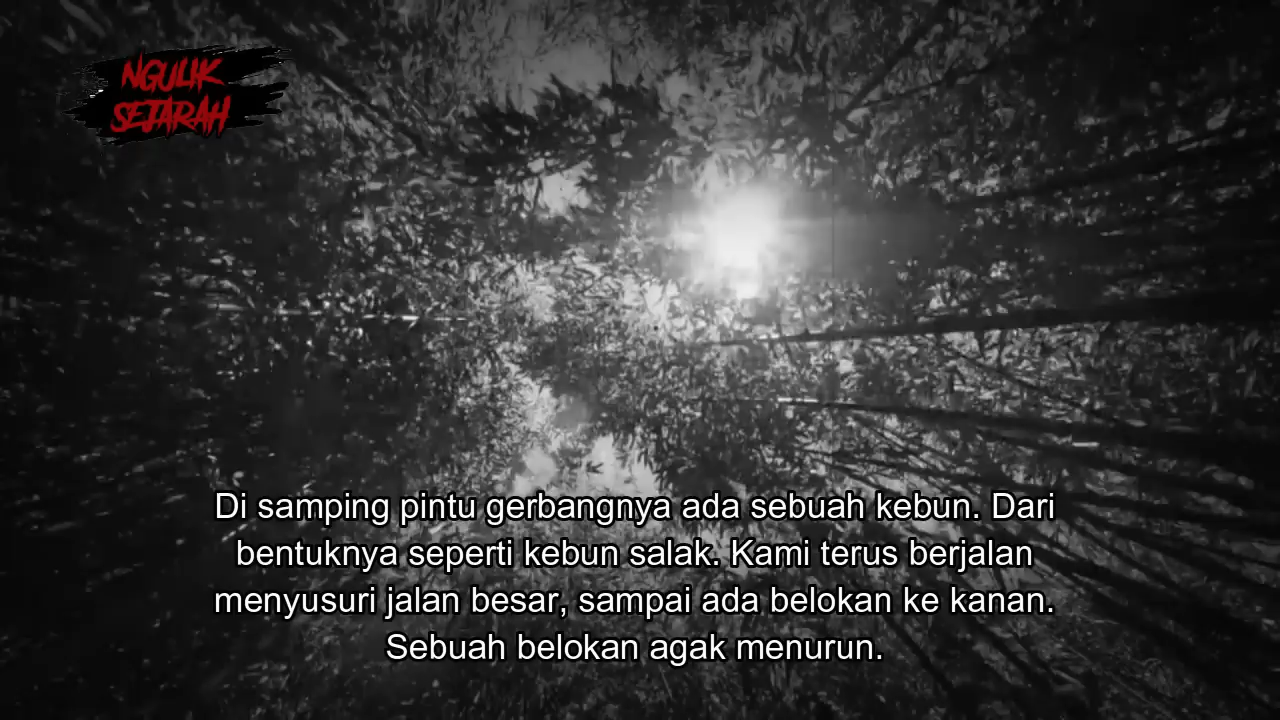 NGULIK
SEJARAH
Di samping pintu gerbangnya ada sebuah kebun. Dari
bentuknya seperti kebun salak. Kami terus berjalan
menyusuri jalan besar, sampai ada belokan ke kanan.
Sebuah belokan agak menurun.